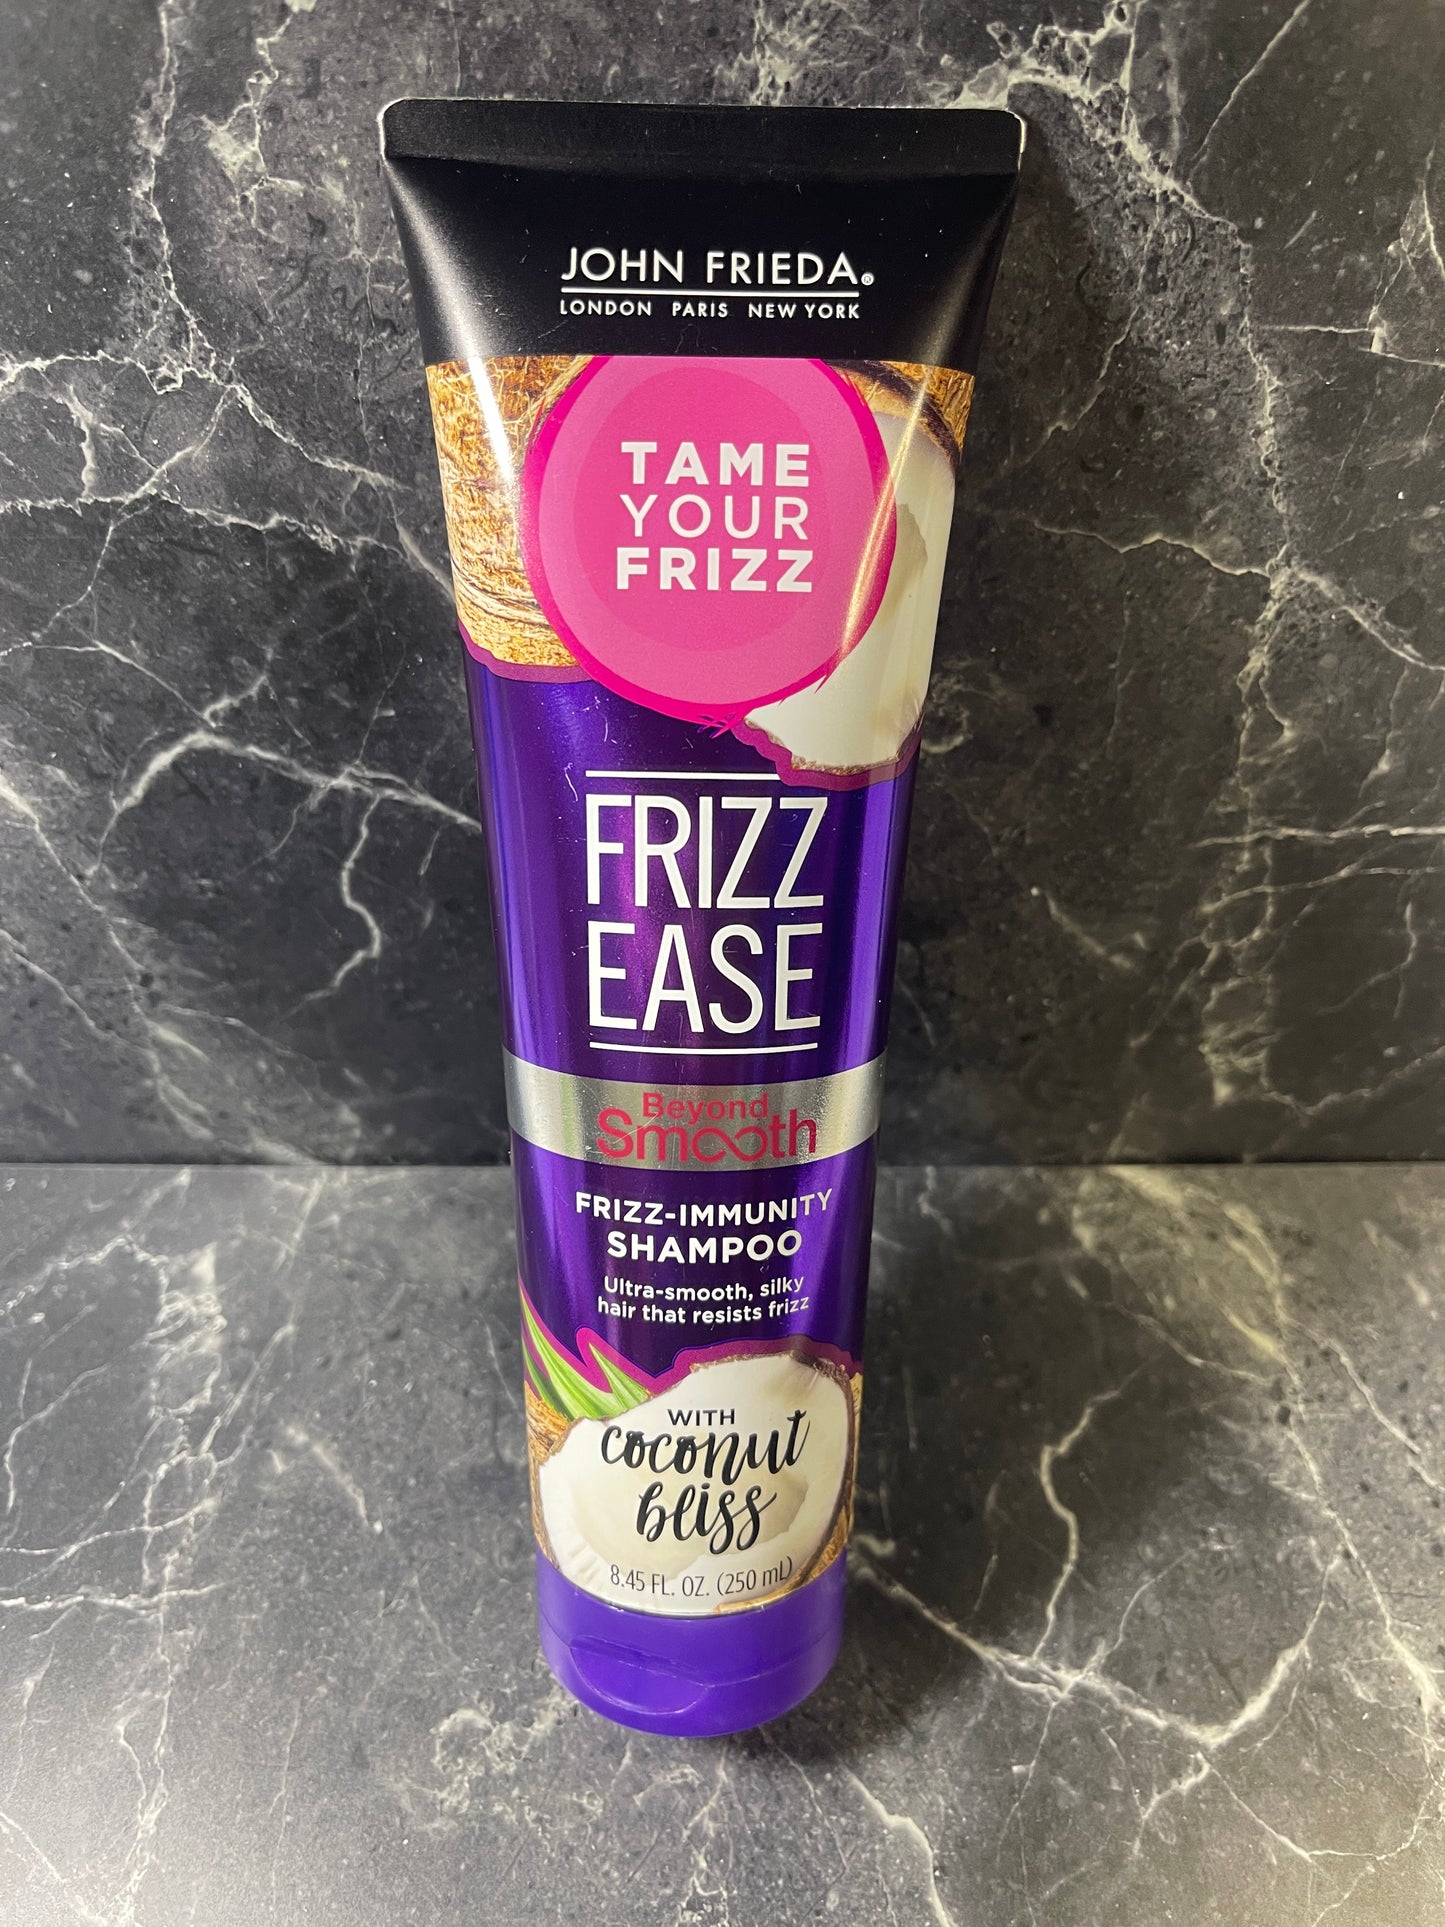 JOHN FRIEDA®
LONDON PARIS NEW YORK
TAME
YOUR
FRIZZ
FRIZZ
EASE
Beyond
Smooth
FRIZZ-IMMUNITY
SHAMPOO
Ultra-smooth, silky
hair that resists frizz
WITH
coconut
bliss
8.45 FL. OZ. (250 mL)